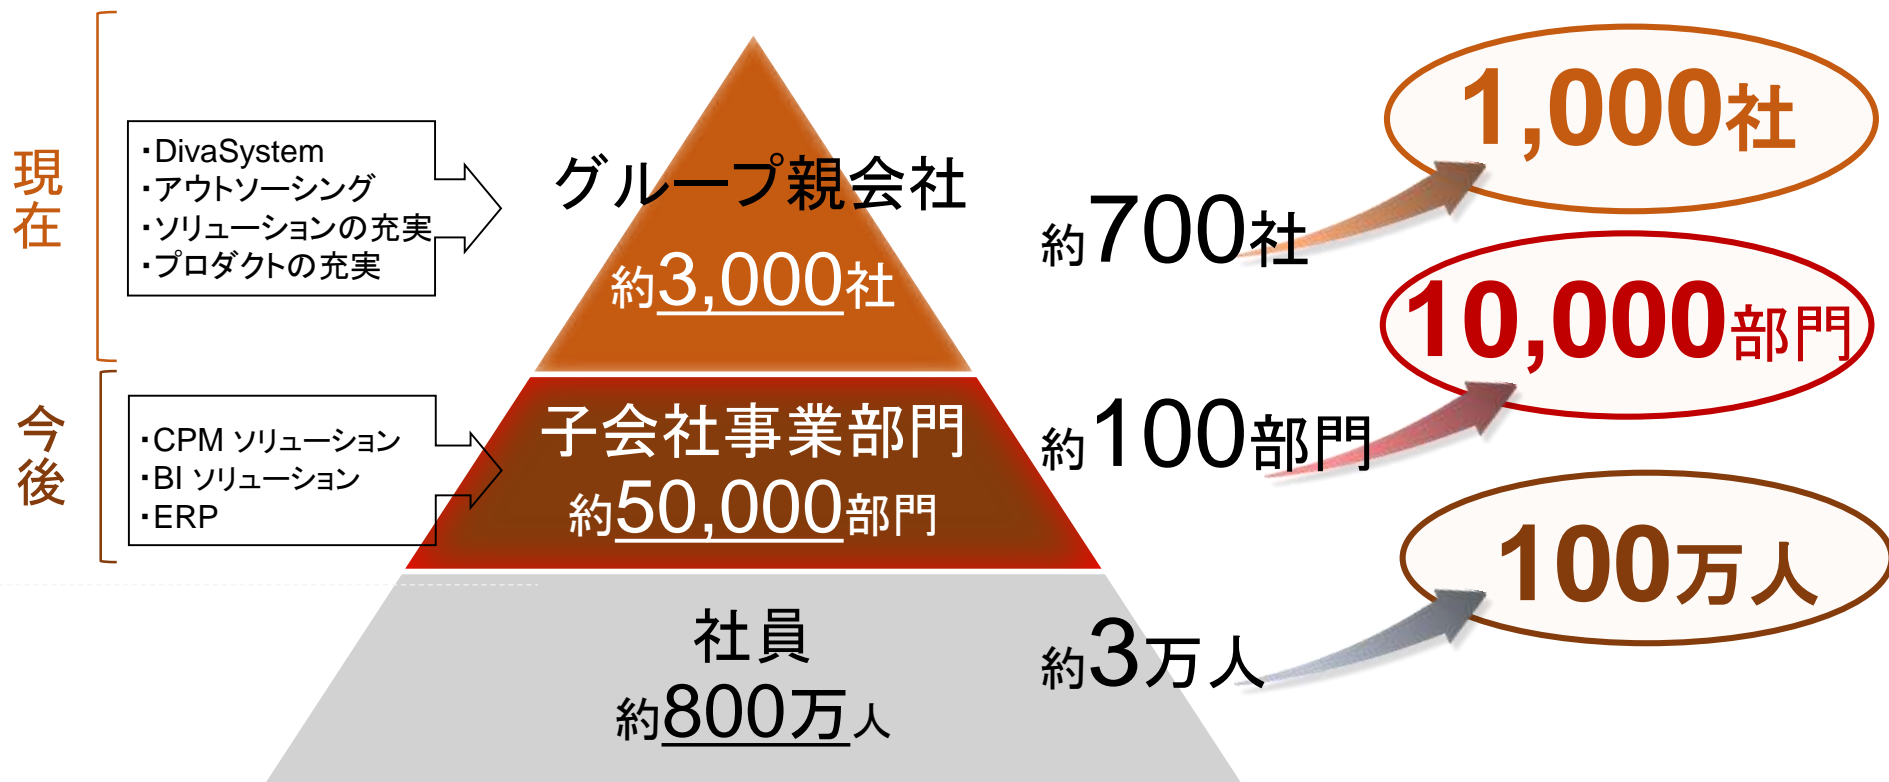 現在
・DivaSystem
・アウトソーシング
・ソリューションの充実
・プロダクトの充実
グループ親会社
約3,000社
約700社
1,000社
今後
・CPM ソリューション
・BI ソリューション
・ERP
子会社事業部門
約50,000部門
約100部門
10,000部門
社員
約800万人
約3万人
100万人